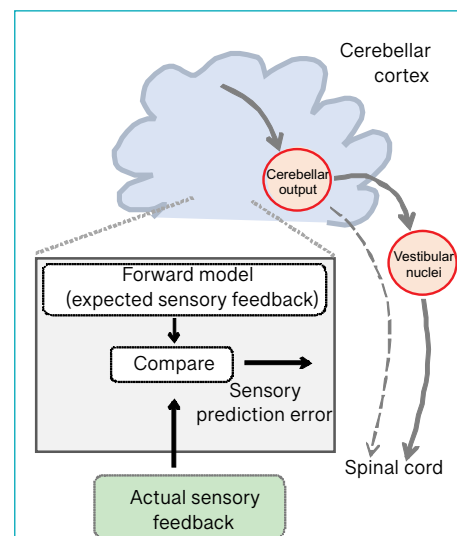 Cerebellar
cortex
Cerebellar
output
Vestibular
nuclei
Forward model
(expected sensory feedback)
Compare
Sensory
prediction error
Spinal cord
Actual sensory
feedback